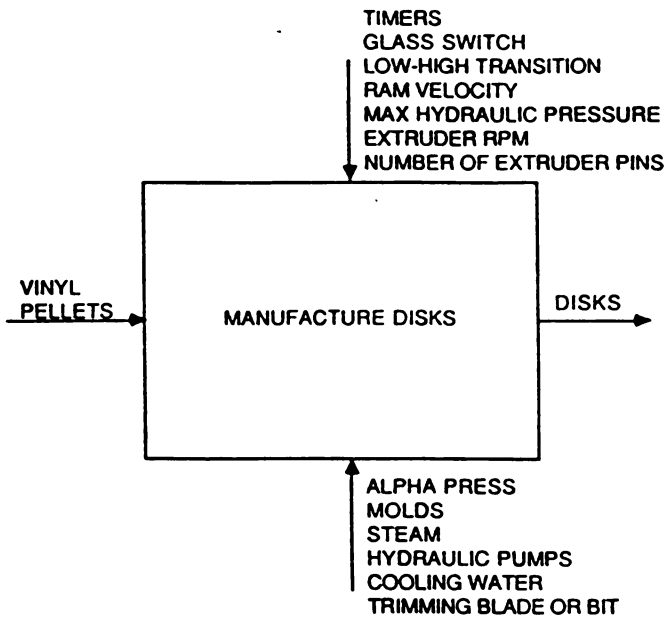 TIMERS
GLASS SWITCH
LOW-HIGH TRANSITION
RAM VELOCITY
MAX HYDRAULIC PRESSURE
EXTRUDER RPM
NUMBER OF EXTRUDER PINS
VINYL
PELLETS
MANUFACTURE DISKS
DISKS
ALPHA PRESS
MOLDS
STEAM
HYDRAULIC PUMPS
COOLING WATER
TRIMMING BLADE OR BIT